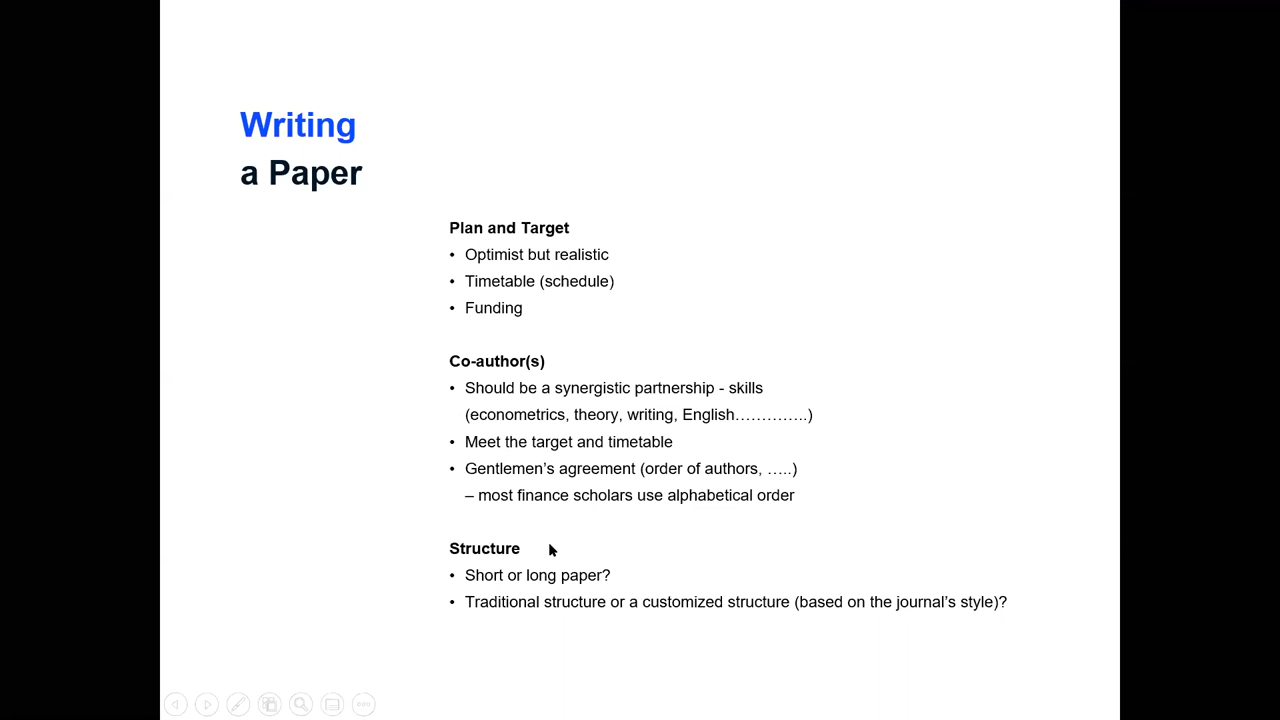 Writing
a Paper
Plan and Target
• Optimist but realistic
• Timetable (schedule)
• Funding
Co-author(s)
• Should be a synergistic partnership - skills
(econometrics, theory, writing, English…………..)
• Meet the target and timetable
• Gentlemen’s agreement (order of authors, …..)
– most finance scholars use alphabetical order
Structure
• Short or long paper?
• Traditional structure or a customized structure (based on the journal’s style)?